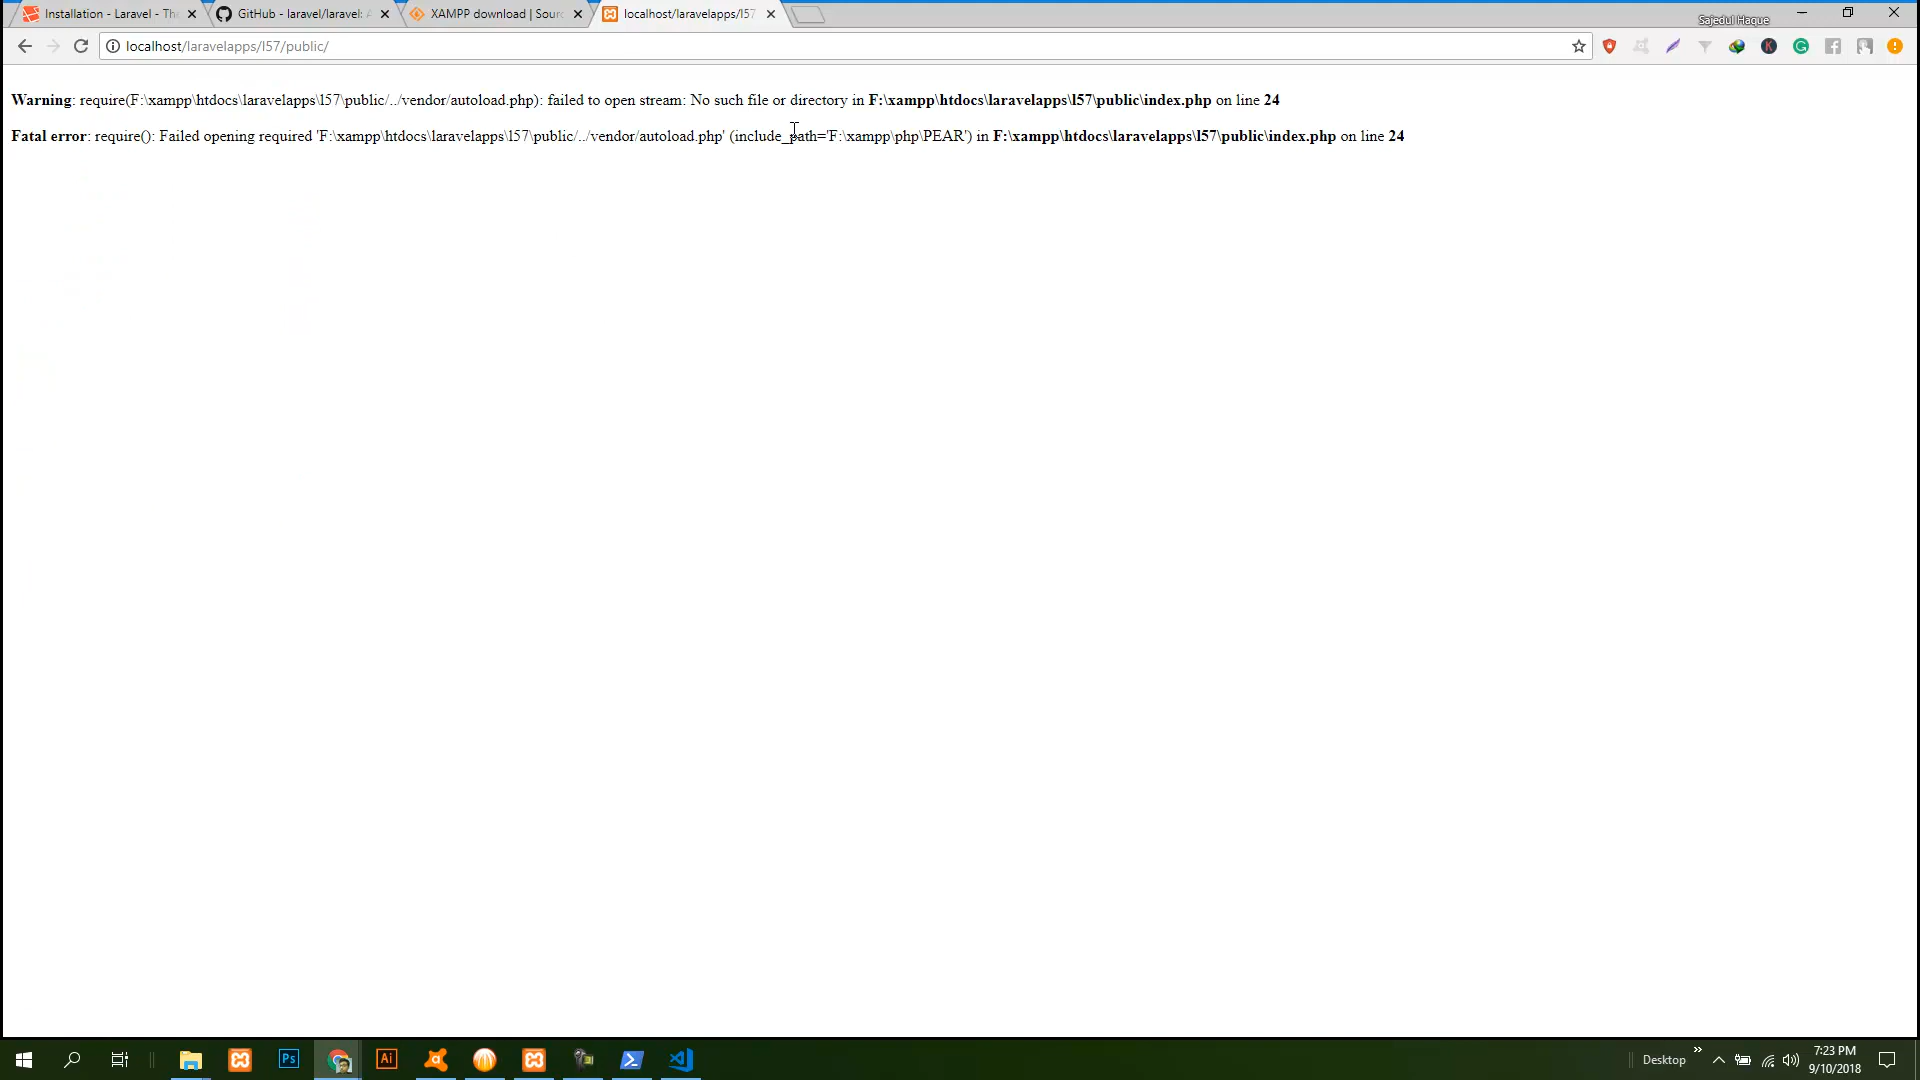 Installation - Laravel - The
GitHub - laravel/laravel: A
XAMPP download | Sourc
localhost/laravelapps/l57
Sajedul Haque
localhost/laravelapps/l57/public/
Warning: require(F:\xampp\htdocs\laravelapps\l57\public/../vendor/autoload.php): failed to open stream: No such file or directory in F:\xampp\htdocs\laravelapps\l57\public\index.php on line 24
Fatal error: require(): Failed opening required 'F:\xampp\htdocs\laravelapps\l57\public/../vendor/autoload.php' (include_path='F:\xampp\php\PEAR') in F:\xampp\htdocs\laravelapps\l57\public\index.php on line 24
Ps
Ai
Desktop
7:23 PM
9/10/2018